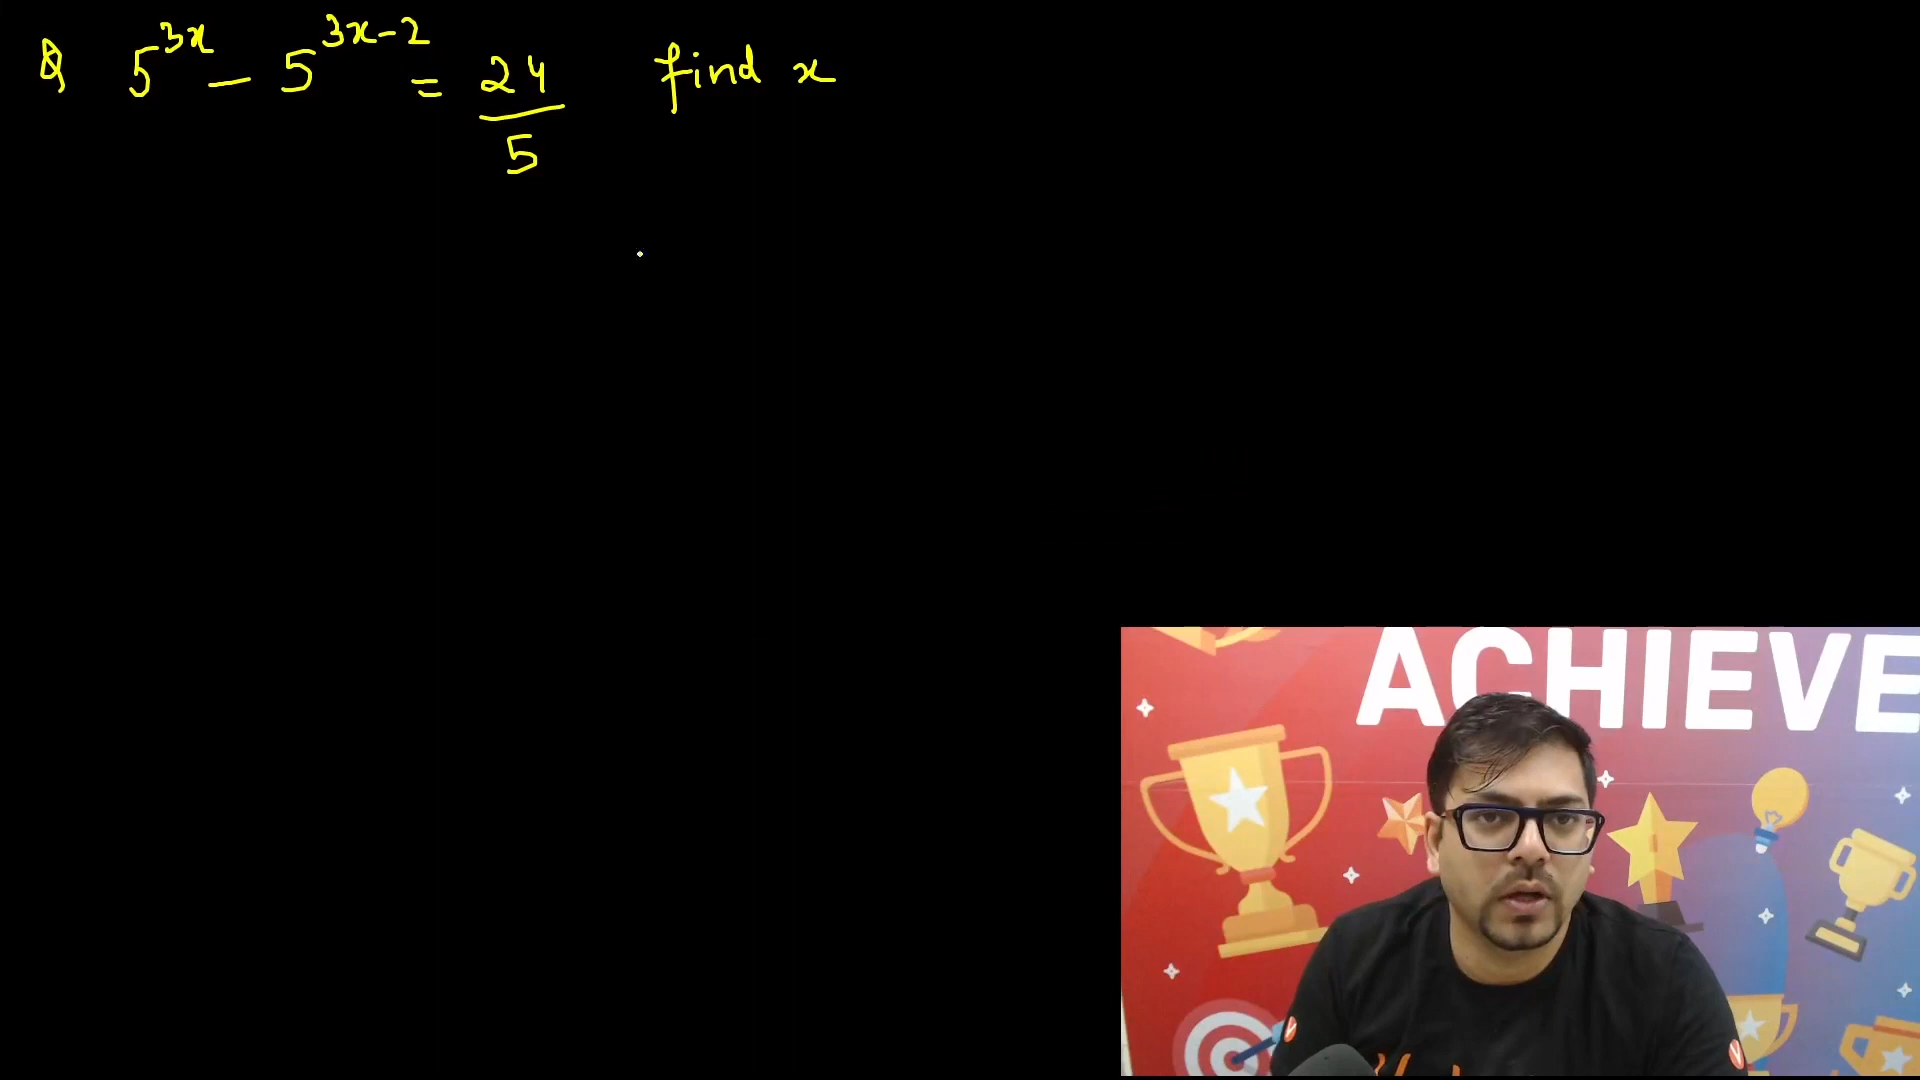 Q 5^{3x} - 5^{3x-2} = 24/5 find x
ACHIEVE